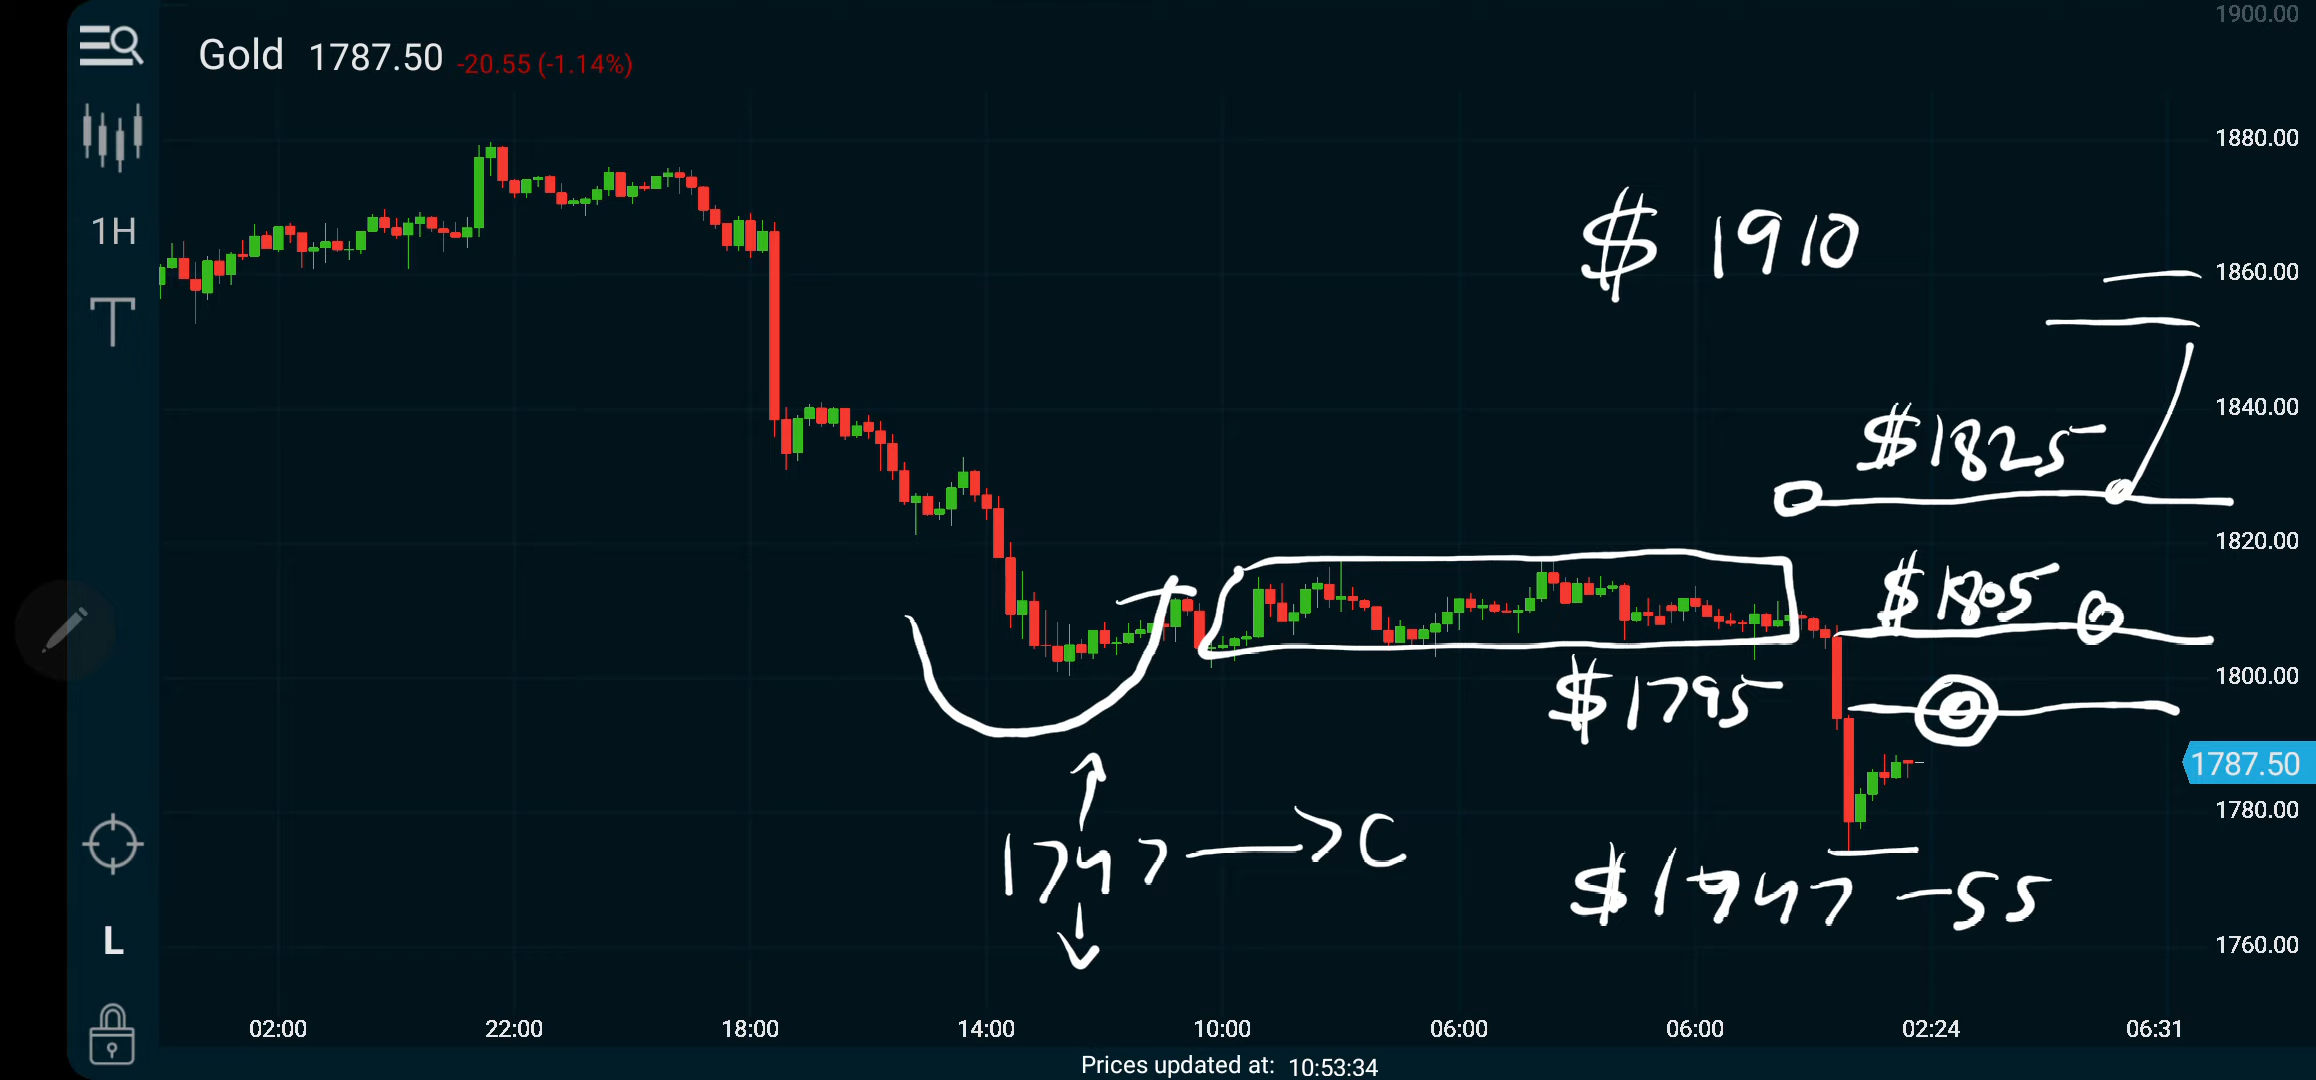 1900.00
Gold 1787.50 -20.55 (-1.14%)
1880.00
1H
$ 1910
1860.00
T
1840.00
$1825
1820.00
$1805
1800.00
$1795
1787.50
1780.00
1747 → C
$1747 - 55
L
1760.00
02:00 22:00 18:00 14:00 10:00 06:00 06:00 02:24 06:31
Prices updated at: 10:53:34